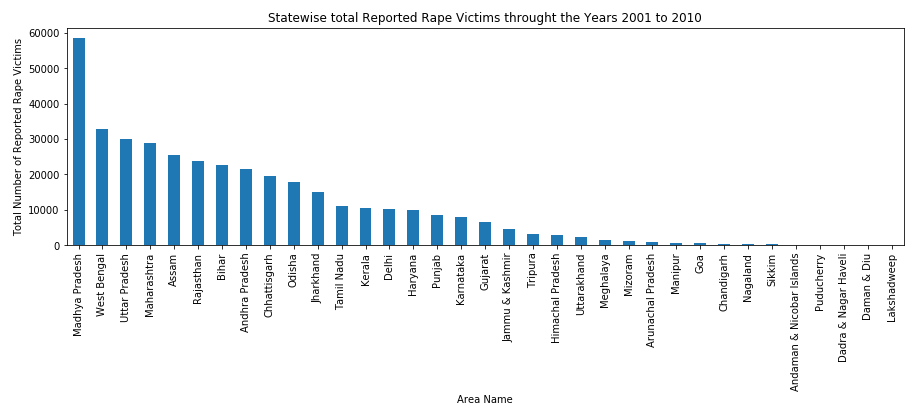 Statewise total Reported Rape Victims throught the Years 2001 to 2010
Total Number of Reported Rape Victims
60000
50000
40000
30000
20000
10000
0
Madhya Pradesh
West Bengal
Uttar Pradesh
Maharashtra
Assam
Rajasthan
Bihar
Andhra Pradesh
Chhattisgarh
Odisha
Jharkhand
Tamil Nadu
Kerala
Delhi
Haryana
Punjab
Karnataka
Gujarat
Jammu & Kashmir
Tripura
Himachal Pradesh
Uttarakhand
Meghalaya
Mizoram
Arunachal Pradesh
Manipur
Goa
Chandigarh
Nagaland
Sikkim
Andaman & Nicobar Islands
Puducherry
Dadra & Nagar Haveli
Daman & Diu
Lakshadweep
Area Name